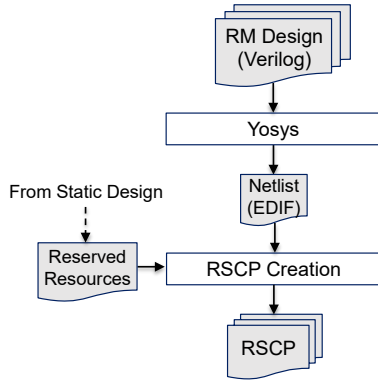 RM Design
(Verilog)
Yosys
Netlist
(EDIF)
From Static Design
Reserved
Resources
RSCP Creation
RSCP